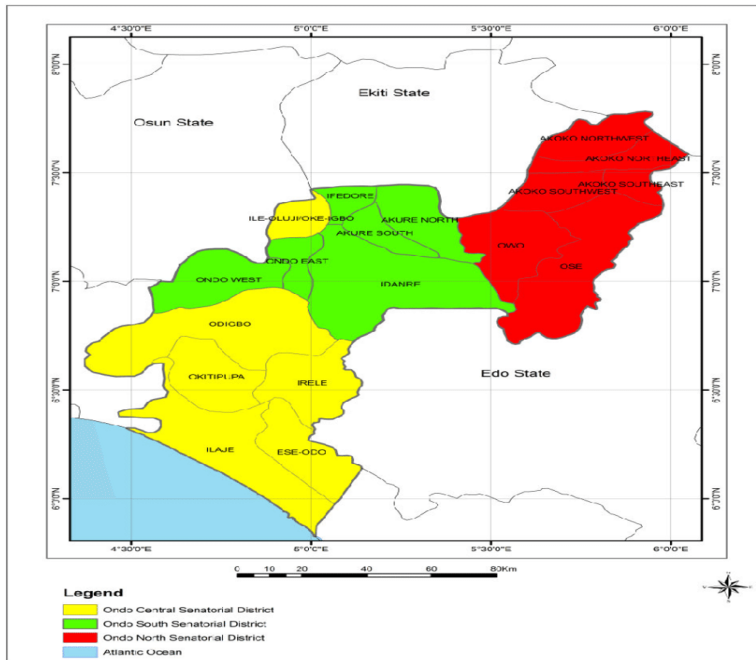 4°30'0"E 5°0'0"E 5°30'0"E 6°0'0"E
8°0'0"N 8°0'0"N
Ekiti State
Osun State
AKOKO NORTHWEST
AKOKO NORTHEAST
7°30'0"N 7°30'0"N
AKOKO SOUTHEAST
AKOKO SOUTHWEST
IFEDORE
ILE-OLUJI/OKE-IGBO
AKURE NORTH
AKURE SOUTH
OWO
ONDO EAST
OSE
ONDO WEST
IDANRE
7°0'0"N 7°0'0"N
ODIGBO
OKITIPUPA
IRELE
Edo State
ILAJE
ESE-ODO
6°0'0"N 6°0'0"N
4°30'0"E 5°30'0"E 6°0'0"E
0 10 20 40 60 80Km
N
Legend
Ondo Central Senatorial District
Ondo South Senatorial District
Ondo North Senatorial District
Atlantic Ocean